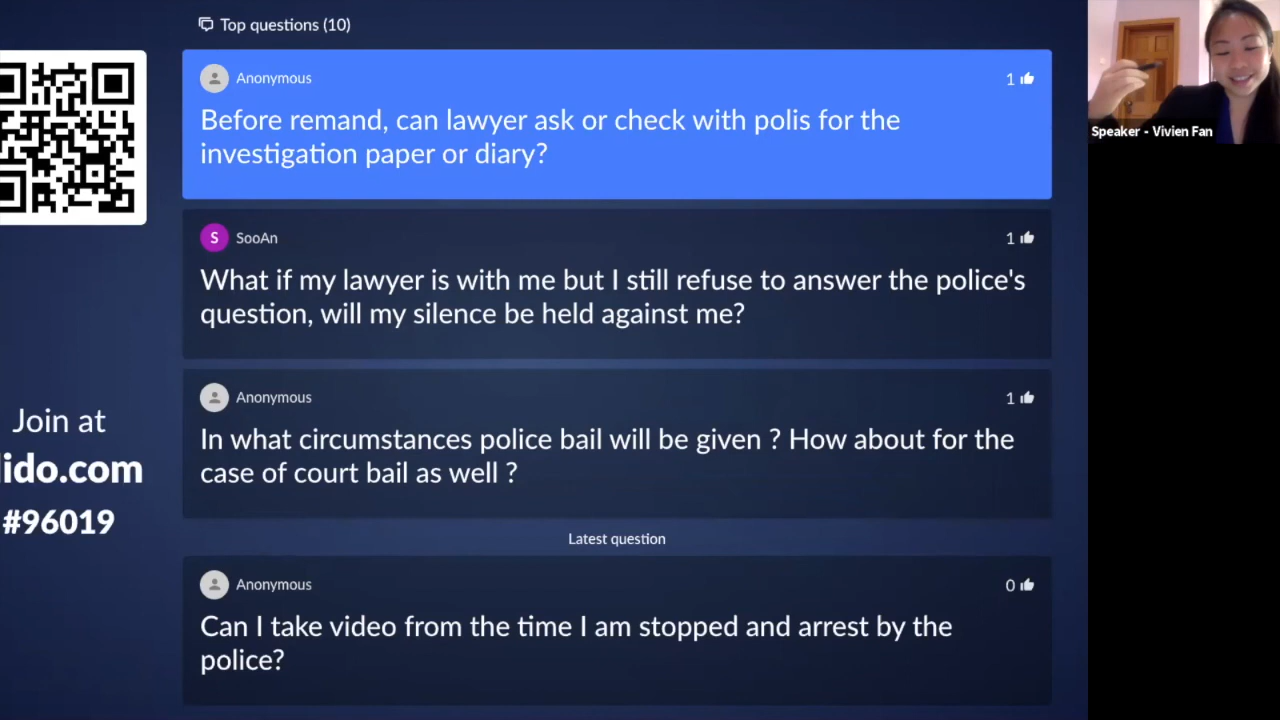 Top questions (10)
Anonymous
1
Before remand, can lawyer ask or check with polis for the
investigation paper or diary?
S
SooAn
1
What if my lawyer is with me but I still refuse to answer the police's
question, will my silence be held against me?
Anonymous
1
In what circumstances police bail will be given ? How about for the
case of court bail as well ?
Latest question
Anonymous
0
Can I take video from the time I am stopped and arrest by the
police?
Join at
lido.com
#96019
Speaker - Vivien Fan